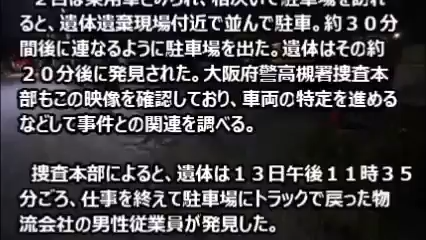 ２台は乗用車とみられ、相次いで駐車場を訪れ
ると、遺体遺棄現場付近で並んで駐車。約３０分
間後に連なるように駐車場を出た。遺体はその約
２０分後に発見された。大阪府警高槻署捜査本
部もこの映像を確認しており、車両の特定を進める
などして事件との関連を調べる。
捜査本部によると、遺体は１３日午後１１時３５
分ごろ、仕事を終えて駐車場にトラックで戻った物
流会社の男性従業員が発見した。